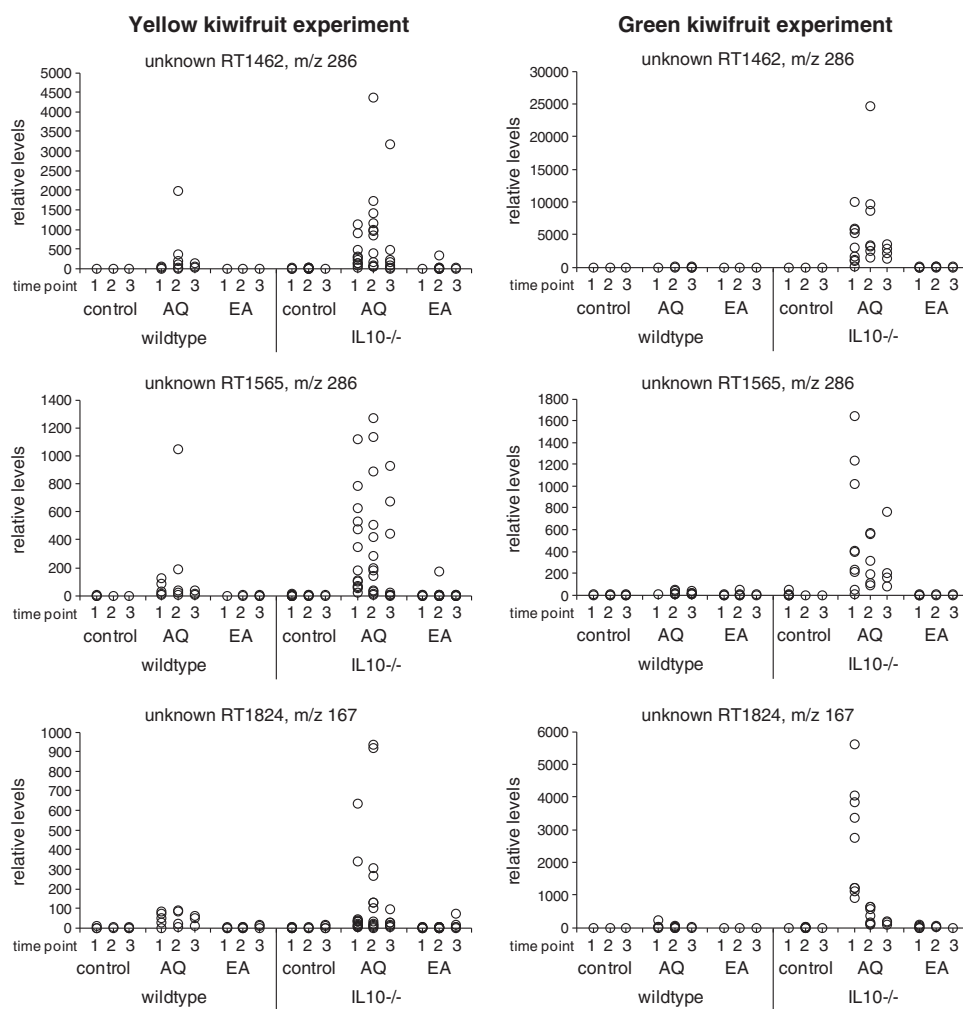 Yellow kiwifruit experiment
Green kiwifruit experiment
unknown RT1462, m/z 286
relative levels
5000
4500
4000
3500
3000
2500
2000
1500
1000
500
0
time point 1 2 3 1 2 3 1 2 3 1 2 3 1 2 3 1 2 3
control AQ EA control AQ EA
wildtype IL10-/-
unknown RT1462, m/z 286
relative levels
30000
25000
20000
15000
10000
5000
0
time point 1 2 3 1 2 3 1 2 3 1 2 3 1 2 3 1 2 3
control AQ EA control AQ EA
wildtype IL10-/-
unknown RT1565, m/z 286
relative levels
1400
1200
1000
800
600
400
200
0
time point 1 2 3 1 2 3 1 2 3 1 2 3 1 2 3 1 2 3
control AQ EA control AQ EA
wildtype IL10-/-
unknown RT1565, m/z 286
relative levels
1800
1600
1400
1200
1000
800
600
400
200
0
time point 1 2 3 1 2 3 1 2 3 1 2 3 1 2 3 1 2 3
control AQ EA control AQ EA
wildtype IL10-/-
unknown RT1824, m/z 167
relative levels
1000
900
800
700
600
500
400
300
200
100
0
time point 1 2 3 1 2 3 1 2 3 1 2 3 1 2 3 1 2 3
control AQ EA control AQ EA
wildtype IL10-/-
unknown RT1824, m/z 167
relative levels
6000
5000
4000
3000
2000
1000
0
time point 1 2 3 1 2 3 1 2 3 1 2 3 1 2 3 1 2 3
control AQ EA control AQ EA
wildtype IL10-/-